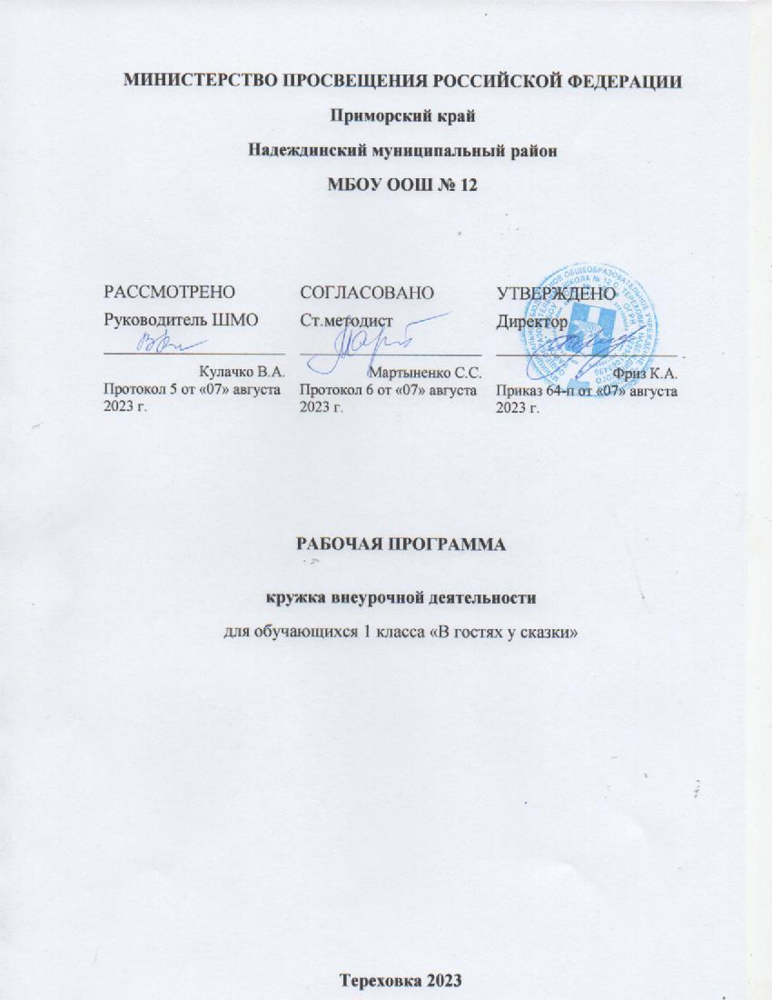 МИНИСТЕРСТВО ПРОСВЕЩЕНИЯ РОССИЙСКОЙ ФЕДЕРАЦИИ
Приморский край
Надеждинский муниципальный район
МБОУ ООШ № 12
РАССМОТРЕНО
Руководитель ШМО
Кулачко В.А.
Протокол 5 от «07» августа
2023 г.
СОГЛАСОВАНО
Ст.методист
Мартыненко С.С.
Протокол 6 от «07» августа
2023 г.
УТВЕРЖДЕНО
Директор
Фриз К.А.
Приказ 64-п от «07» августа
2023 г.
РАБОЧАЯ ПРОГРАММА
кружка внеурочной деятельности
для обучающихся 1 класса «В гостях у сказки»
Тереховка 2023